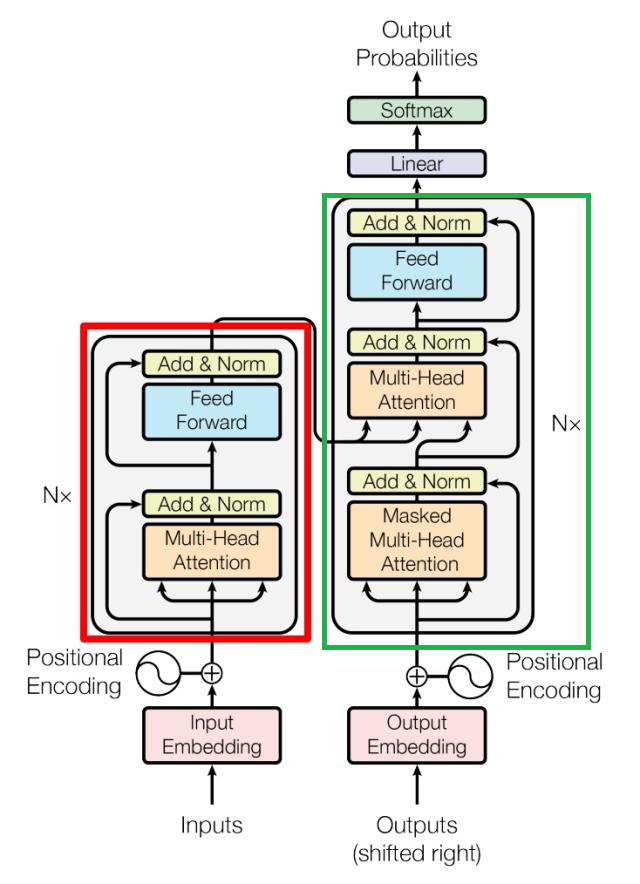 Output
Probabilities
Softmax
Linear
Add & Norm
Feed
Forward
Add & Norm
Multi-Head
Attention
Add & Norm
Masked
Multi-Head
Attention
N×
Add & Norm
Feed
Forward
N×
Add & Norm
Multi-Head
Attention
Positional
Encoding
Positional
Encoding
Input
Embedding
Output
Embedding
Inputs
Outputs
(shifted right)